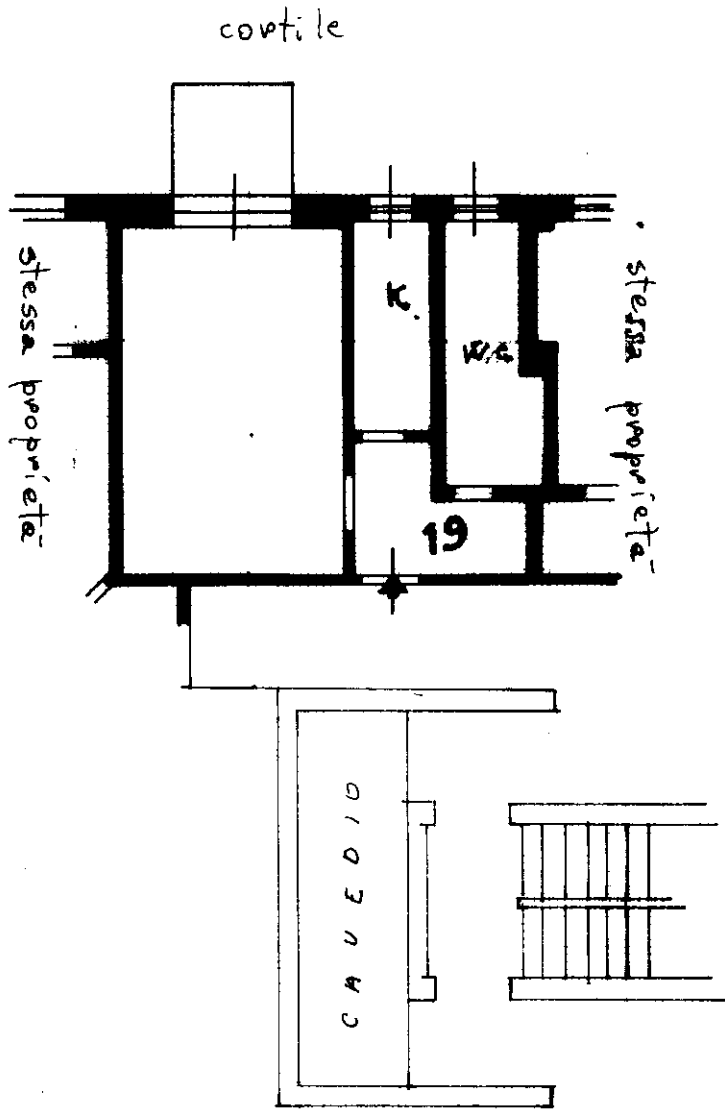 cortile
stessa proprietà
K.
W.C.
stessa proprietà
19
CAVEDIO